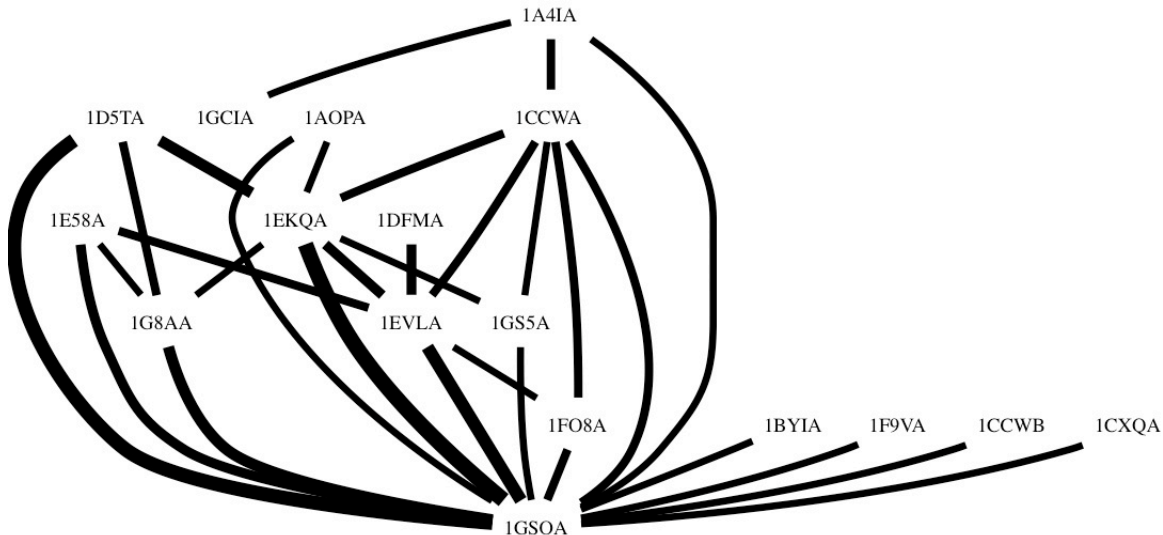 1A4IA
1D5TA 1GCIA 1AOPA 1CCWA
1E58A 1EKQA 1DFMA
1G8AA 1EVLA 1GS5A
1FO8A 1BYIA 1F9VA 1CCWB 1CXQA
1GSOA